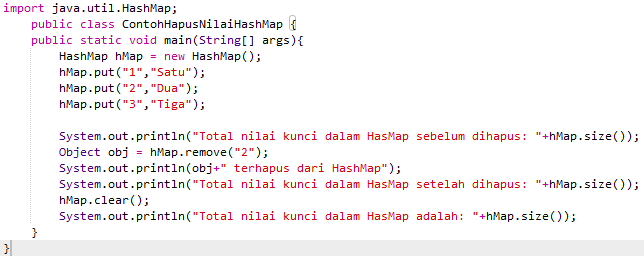 import java.util.HashMap;
    public class ContohHapusNilaiHashMap {
    public static void main(String[] args){
        HashMap hMap = new HashMap();
        hMap.put("1","Satu");
        hMap.put("2","Dua");
        hMap.put("3","Tiga");
        System.out.println("Total nilai kunci dalam HasMap sebelum dihapus: "+hMap.size());
        Object obj = hMap.remove("2");
        System.out.println(obj+" terhapus dari HashMap");
        System.out.println("Total nilai kunci dalam HasMap setelah dihapus: "+hMap.size());
        hMap.clear();
        System.out.println("Total nilai kunci dalam HasMap adalah: "+hMap.size());
    }
}